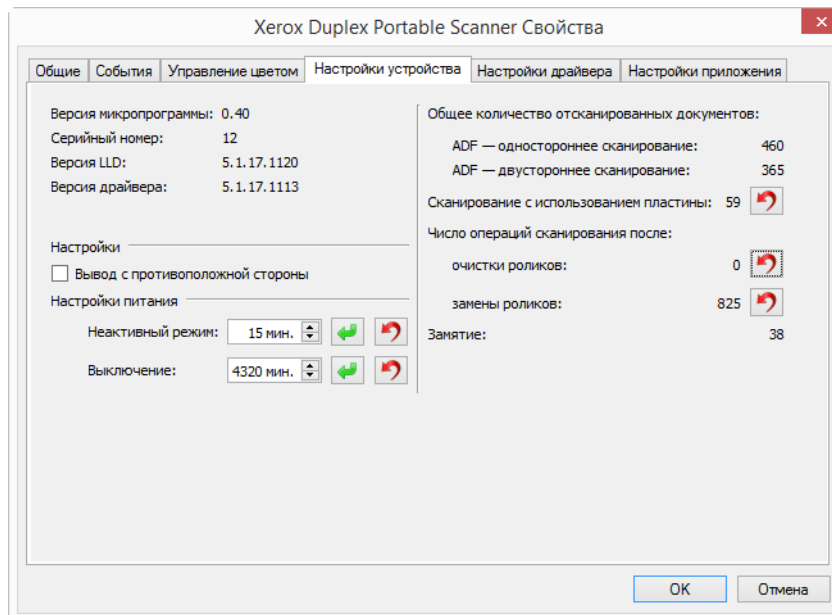 Xerox Duplex Portable Scanner Свойства
Общие События Управление цветом Настройки устройства Настройки драйвера Настройки приложения
Версия микропрограммы: 0.40
Серийный номер: 12
Версия LLD: 5.1.17.1120
Версия драйвера: 5.1.17.1113
Настройки
Вывод с противоположной стороны
Настройки питания
Неактивный режим: 15 мин.
Выключение: 4320 мин.
Общее количество отсканированных документов:
ADF — одностороннее сканирование: 460
ADF — двустороннее сканирование: 365
Сканирование с использованием пластины: 59
Число операций сканирования после:
очистки роликов: 0
замены роликов: 825
Замятие: 38
OK Отмена